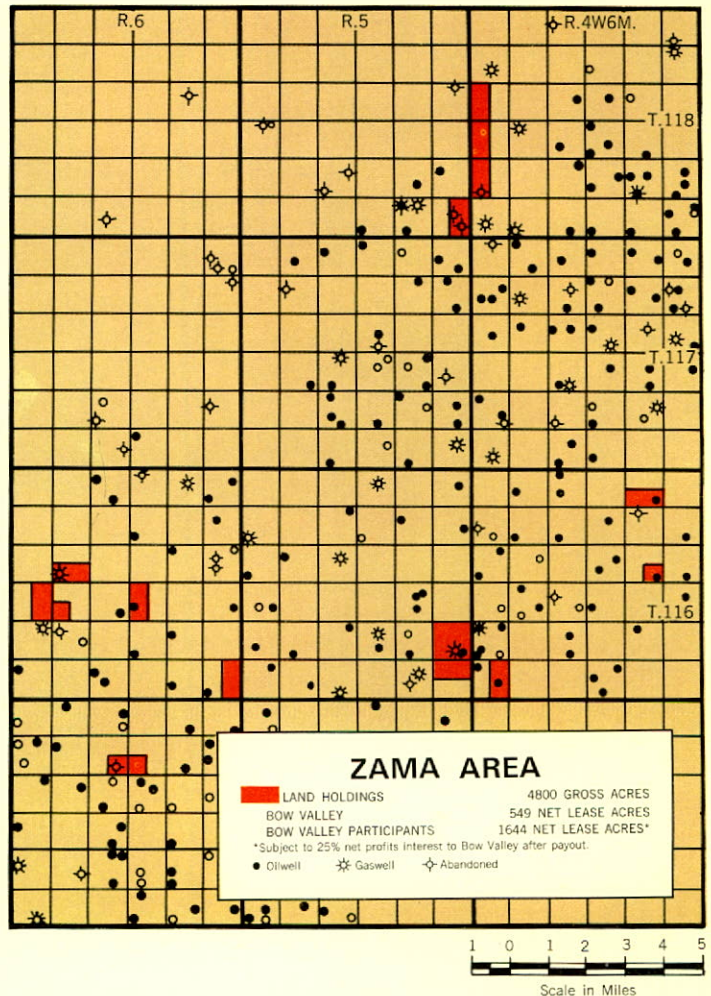 R.6 R.5 R.4W6M.
T.118
T.117
T.116
ZAMA AREA
LAND HOLDINGS 4800 GROSS ACRES
BOW VALLEY 549 NET LEASE ACRES
BOW VALLEY PARTICIPANTS 1644 NET LEASE ACRES*
*Subject to 25% net profits interest to Bow Valley after payout.
Oilwell Gaswell Abandoned
1 0 1 2 3 4 5
Scale in Miles